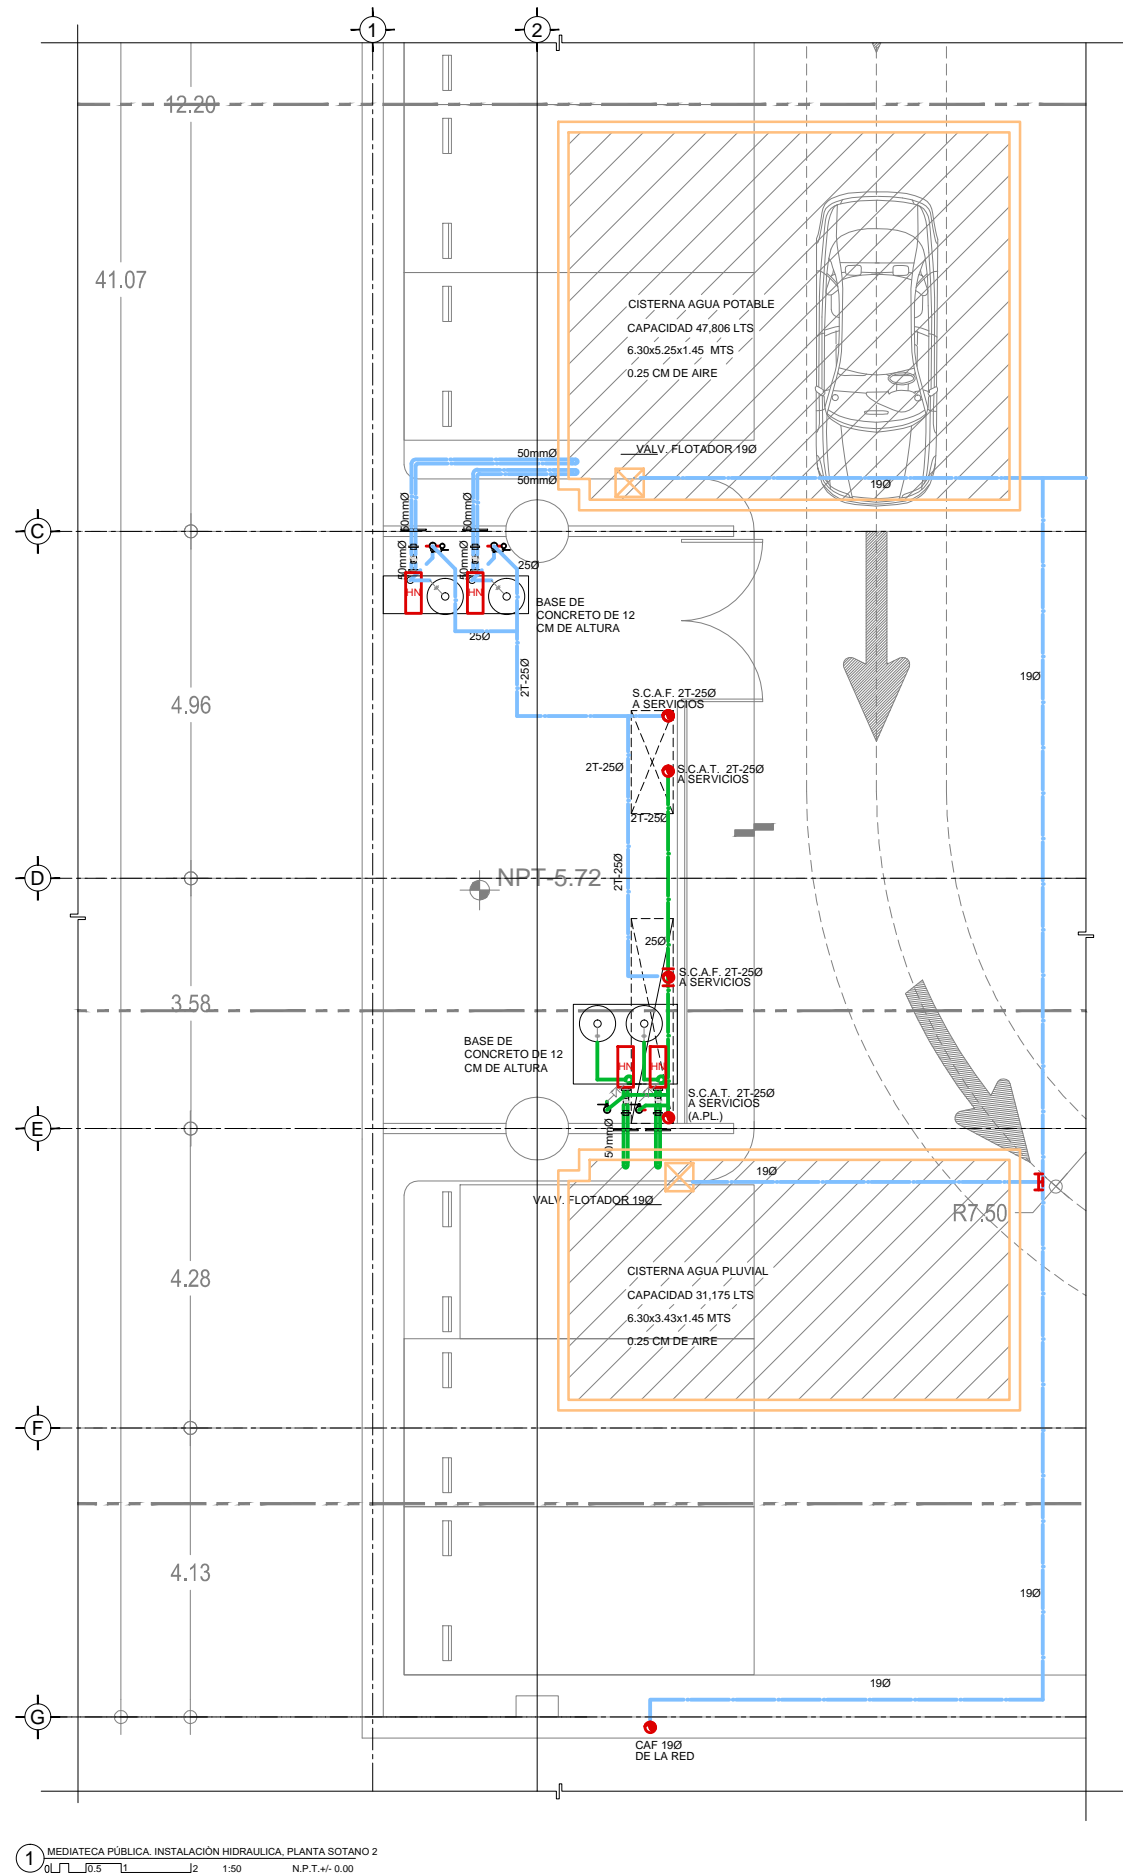 1
2
12.20
41.07
CISTERNA AGUA POTABLE
CAPACIDAD 47,806 LTS
6.30x5.25x1.45 MTS
0.25 CM DE AIRE
VALV. FLOTADOR 19Ø
50mmØ
50mmØ
19Ø
50mmØ
50mmØ
C
50mmØ
50mmØ
25Ø
HN
HN
BASE DE
CONCRETO DE 12
CM DE ALTURA
25Ø
2T-25Ø
19Ø
4.96
S.C.A.F. 2T-25Ø
A SERVICIOS
2T-25Ø
S.C.A.T. 2T-25Ø
A SERVICIOS
2T-25Ø
2T-25Ø
D
NPT-5.72
25Ø
S.C.A.F. 2T-25Ø
A SERVICIOS
3.58
BASE DE
CONCRETO DE 12
CM DE ALTURA
HN
HN
S.C.A.T. 2T-25Ø
A SERVICIOS
(A.PL.)
E
50mmØ
19Ø
VALV. FLOTADOR 19Ø
R7.50
4.28
CISTERNA AGUA PLUVIAL
CAPACIDAD 31,175 LTS
6.30x3.43x1.45 MTS
0.25 CM DE AIRE
F
4.13
19Ø
19Ø
G
CAF 19Ø
DE LA RED
1
MEDIATECA PÚBLICA. INSTALACIÓN HIDRAULICA, PLANTA SOTANO 2
0 0.5 1 2 1:50 N.P.T.+/- 0.00